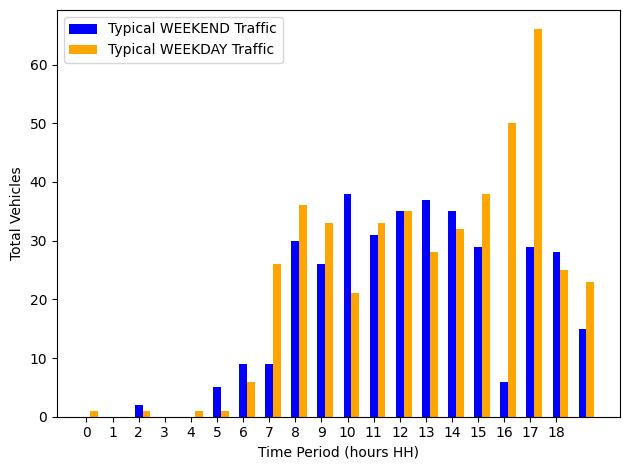 Typical WEEKEND Traffic
Typical WEEKDAY Traffic
Total Vehicles
60
50
40
30
20
10
0
0 1 2 3 4 5 6 7 8 9 10 11 12 13 14 15 16 17 18
Time Period (hours HH)